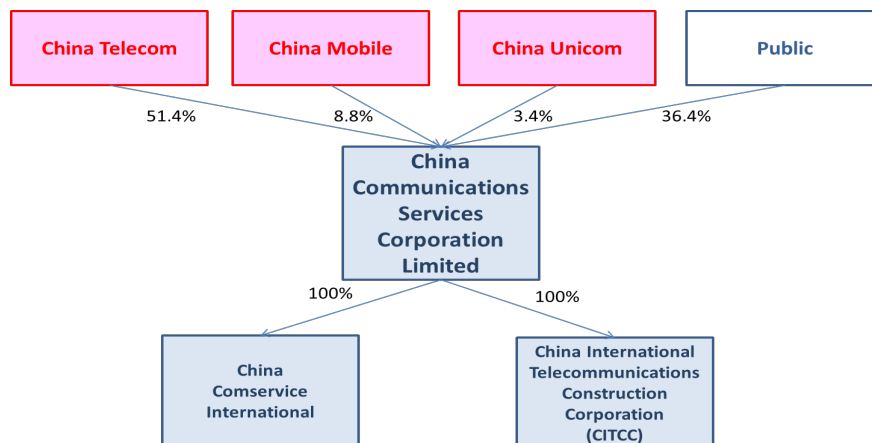 China Telecom
China Mobile
China Unicom
Public
51.4%
8.8%
3.4%
36.4%
China
Communications
Services
Corporation
Limited
100%
100%
China
Comservice
International
China International
Telecommunications
Construction
Corporation
(CITCC)